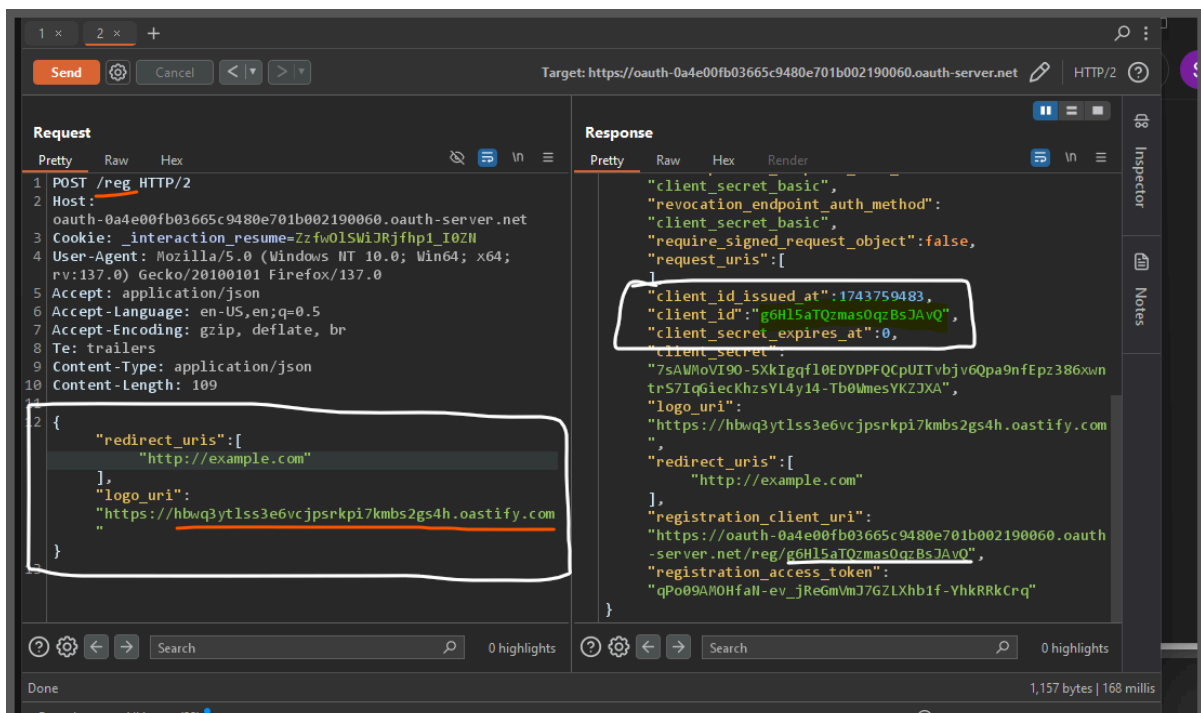 1 × 2 × +
Send Cancel < >
Target: https://oauth-0a4e00fb03665c9480e701b002190060.oauth-server.net HTTP/2 ?
Request
Pretty Raw Hex \n
1 POST /reg HTTP/2
2 Host:
oauth-0a4e00fb03665c9480e701b002190060.oauth-server.net
3 Cookie: _interaction_resume=ZzfwOlSWiJRjfhp1_I0ZN
4 User-Agent: Mozilla/5.0 (Windows NT 10.0; Win64; x64;
rv:137.0) Gecko/20100101 Firefox/137.0
5 Accept: application/json
6 Accept-Language: en-US,en;q=0.5
7 Accept-Encoding: gzip, deflate, br
8 Te: trailers
9 Content-Type: application/json
10 Content-Length: 109
11
12 {
"redirect_uris":[
"http://example.com"
],
"logo_uri":
"https://hbwq3ytlss3e6vcjpsrkpi7kmbs2gs4h.oastify.com
"
}
13
? Search 0 highlights
Response
Pretty Raw Hex Render \n
"client_secret_basic",
"revocation_endpoint_auth_method":
"client_secret_basic",
"require_signed_request_object":false,
"request_uris":[
],
"client_id_issued_at":1743759483,
"client_id":"g6Hl5aTQzmasOqzBsJAvQ",
"client_secret_expires_at":0,
"client_secret":
"7sAWMoVI9O-5XkIgqfl0EDYDPFQCpUITvbjv6Qpa9nfEpz386xwn
trS7IqGiecKhzsYL4y14-Tb0WmesYKZJXA",
"logo_uri":
"https://hbwq3ytlss3e6vcjpsrkpi7kmbs2gs4h.oastify.com
",
"redirect_uris":[
"http://example.com"
],
"registration_client_uri":
"https://oauth-0a4e00fb03665c9480e701b002190060.oauth
-server.net/reg/g6Hl5aTQzmasOqzBsJAvQ",
"registration_access_token":
"qPo09AMOHfaN-ev_jReGmVmJ7GZLXhb1f-YhkRRkCrq"
}
? Search 0 highlights
Inspector
Notes
Done
1,157 bytes | 168 millis